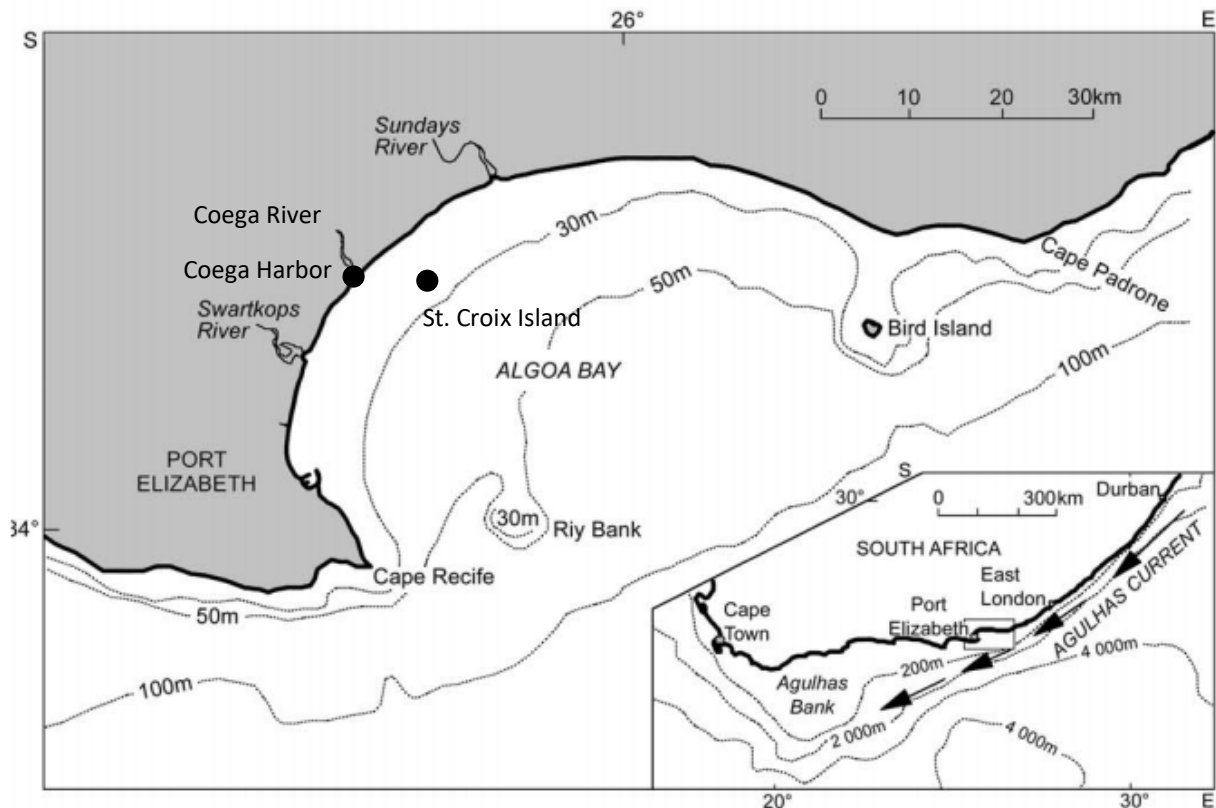 26°
S
E
0 10 20 30km
Sundays
River
Coega River
30m
Coega Harbor
50m
Cape Padrone
Swartkops
River
St. Croix Island
Bird Island
ALGOA BAY
100m
PORT
ELIZABETH
30m
Riy Bank
34°
Cape Recife
50m
100m
S
30°
0 300km
Durban
SOUTH AFRICA
AGULHAS CURRENT
East
London
Port
Elizabeth
Cape
Town
200m
4 000m
Agulhas
Bank
2 000m
4 000m
20°
30°
E